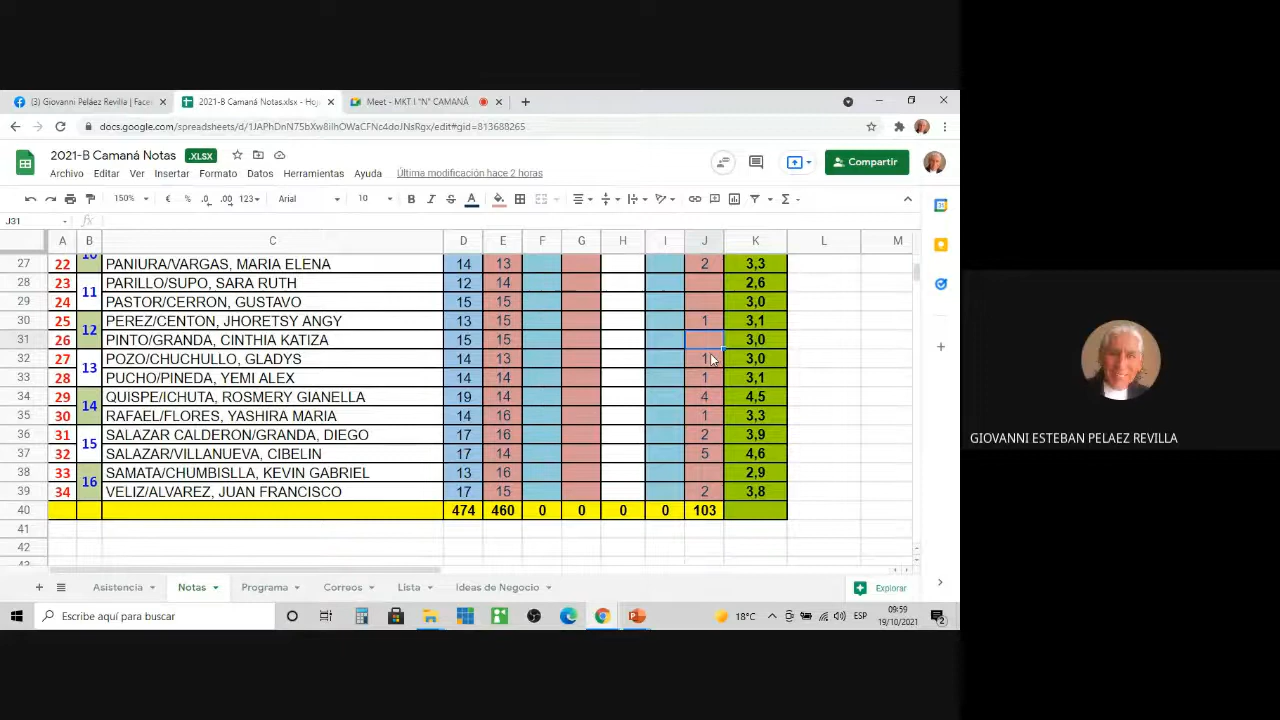 (3) Giovanni Peláez Revilla | Face
2021-B Camaná Notas.xlsx - Hoj
Meet - MKT I "N" CAMANÁ
docs.google.com/spreadsheets/d/
2021-B Camaná Notas .XLSX
Archivo Editar Ver Insertar Formato Datos Herramientas Ayuda Última modificación hace 2 horas
Compartir
150% € % .0 .00 123 Arial 10 B I S A Σ
J31 fx
A B C D E F G H I J K L M
27 22 PANIURA/VARGAS, MARIA ELENA 14 13 2 3,3
28 23 11 PARILLO/SUPO, SARA RUTH 12 14 2,6
29 24 PASTOR/CERRON, GUSTAVO 15 15 3,0
30 25 12 PEREZ/CENTON, JHORETSY ANGY 13 15 1 3,1
31 26 PINTO/GRANDA, CINTHIA KATIZA 15 15 3,0
32 27 13 POZO/CHUCHULLO, GLADYS 14 13 1 3,0
33 28 PUCHO/PINEDA, YEMI ALEX 14 14 1 3,1
34 29 14 QUISPE/ICHUTA, ROSMERY GIANELLA 19 14 4 4,5
35 30 RAFAEL/FLORES, YASHIRA MARIA 14 16 1 3,3
36 31 15 SALAZAR CALDERON/GRANDA, DIEGO 17 16 2 3,9
37 32 SALAZAR/VILLANUEVA, CIBELIN 17 14 5 4,6
38 33 16 SAMATA/CHUMBISLLA, KEVIN GABRIEL 13 16 2,9
39 34 VELIZ/ALVAREZ, JUAN FRANCISCO 17 15 2 3,8
40 474 460 0 0 0 0 103
41
42
Asistencia Notas Programa Correos Lista Ideas de Negocio Explorar
Escribe aquí para buscar
18°C ESP
09:59
19/10/2021
2
GIOVANNI ESTEBAN PELAEZ REVILLA